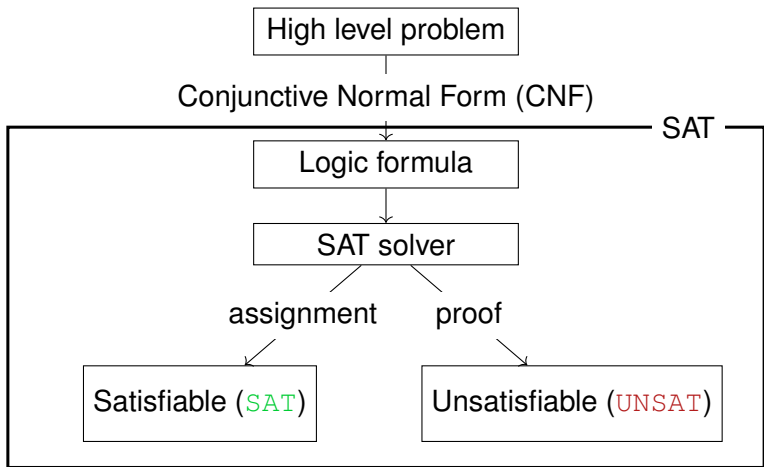 High level problem
Conjunctive Normal Form (CNF)
SAT
Logic formula
SAT solver
assignment proof
Satisfiable (SAT) Unsatisfiable (UNSAT)